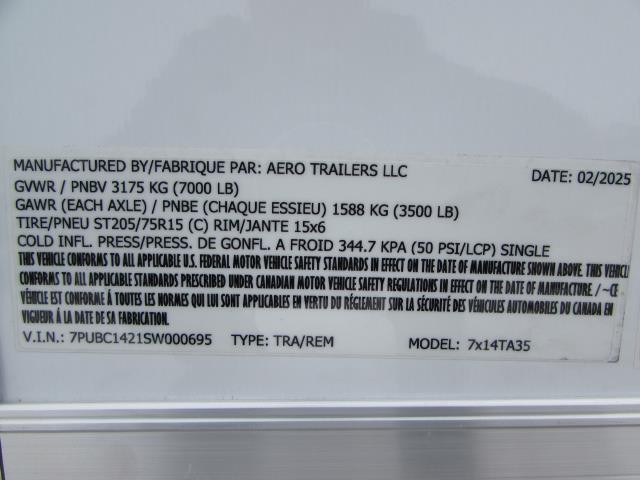 MANUFACTURED BY/FABRIQUE PAR: AERO TRAILERS LLC DATE: 02/2025
GVWR / PNBV 3175 KG (7000 LB)
GAWR (EACH AXLE) / PNBE (CHAQUE ESSIEU) 1588 KG (3500 LB)
TIRE/PNEU ST205/75R15 (C) RIM/JANTE 15x6
COLD INFL. PRESS/PRESS. DE GONFL. A FROID 344.7 KPA (50 PSI/LCP) SINGLE
THIS VEHICLE CONFORMS TO ALL APPLICABLE U.S. FEDERAL MOTOR VEHICLE SAFETY STANDARDS IN EFFECT ON THE DATE OF MANUFACTURE SHOWN ABOVE. THIS VEHICLE
CONFORMS TO ALL APPLICABLE STANDARDS PRESCRIBED UNDER CANADIAN MOTOR VEHICLE SAFETY REGULATIONS IN EFFECT ON THE DATE OF MANUFACTURE / ~CE
VÉHICLE EST CONFORME Á TOUTES LES NORMES QUI LUI SONT APPLICABLES EN VERTU DU RÉGLEMENT SUR LA SÉCURITÉ DES VÉHICULES AUTOMOBILES DU CANADA EN
VIGUEUR Á LA DATE DE SA FABRICATION.
V.I.N.: 7PUBC1421SW000695 TYPE: TRA/REM MODEL: 7x14TA35